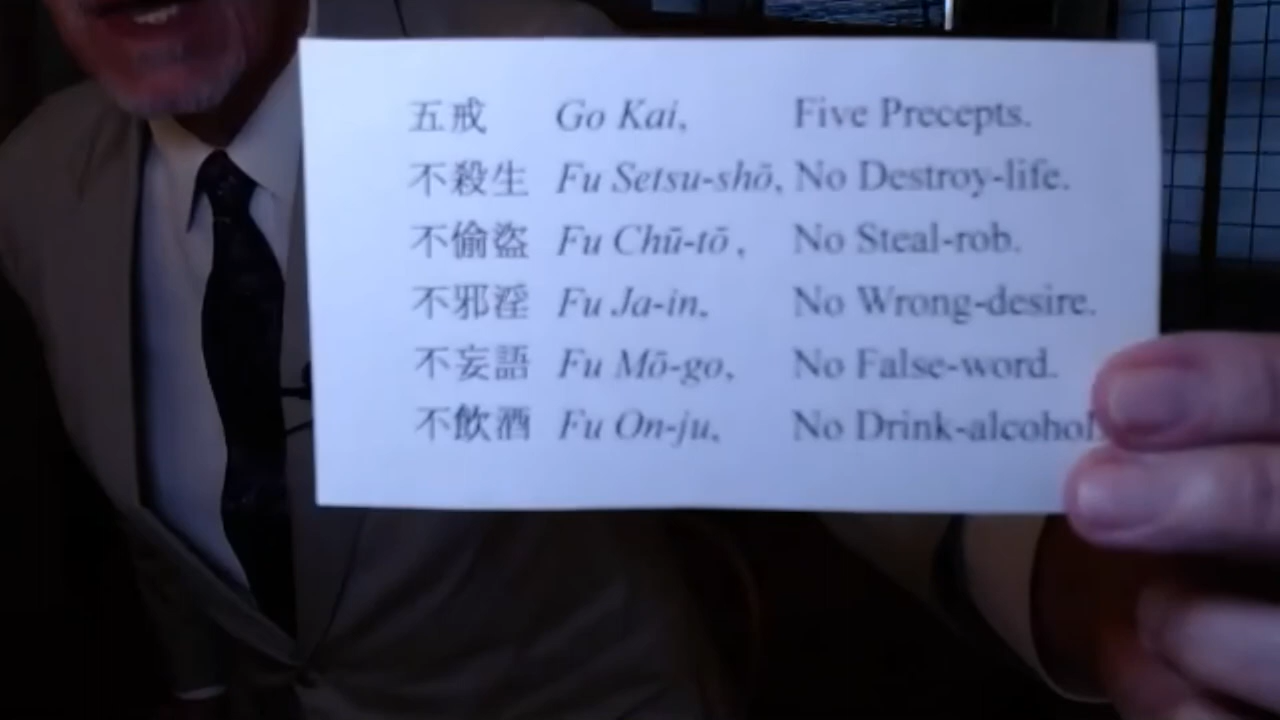 五戒 Go Kai, Five Precepts.
不殺生 Fu Setsu-shō, No Destroy-life.
不偷盜 Fu Chū-tō, No Steal-rob.
不邪淫 Fu Ja-in, No Wrong-desire.
不妄語 Fu Mō-go, No False-word.
不飲酒 Fu On-ju, No Drink-alcohol